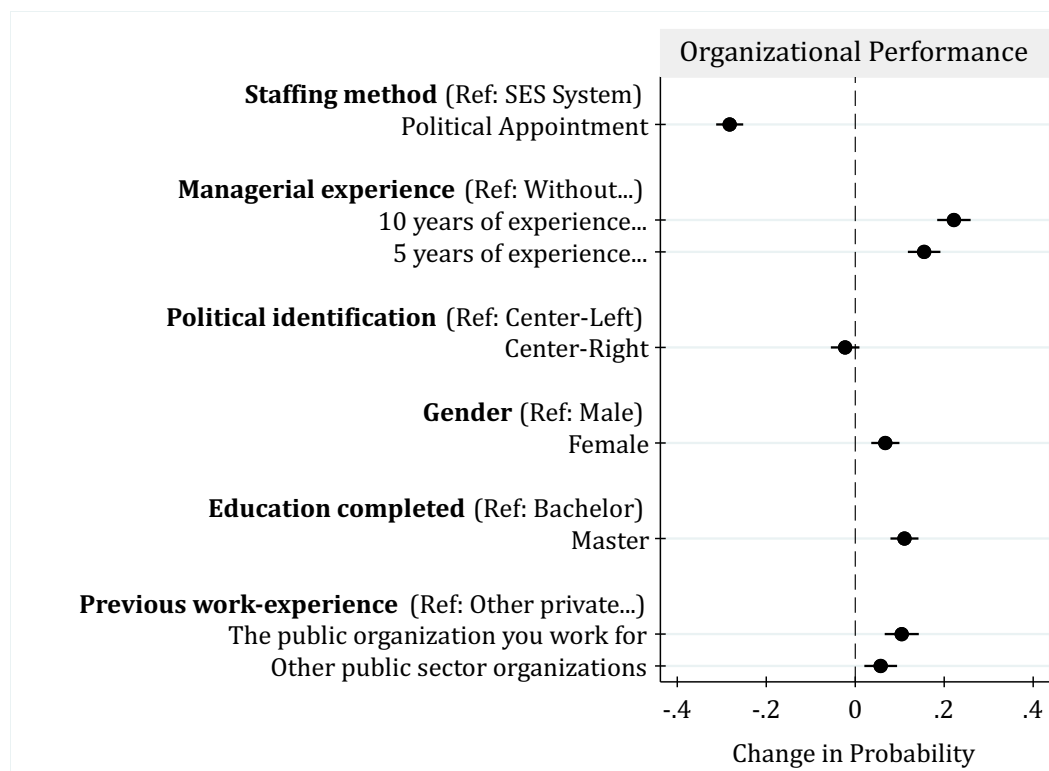 Organizational Performance
Staffing method (Ref: SES System)
Political Appointment
Managerial experience (Ref: Without...)
10 years of experience...
5 years of experience...
Political identification (Ref: Center-Left)
Center-Right
Gender (Ref: Male)
Female
Education completed (Ref: Bachelor)
Master
Previous work-experience (Ref: Other private...)
The public organization you work for
Other public sector organizations
-.4 -.2 0 .2 .4
Change in Probability